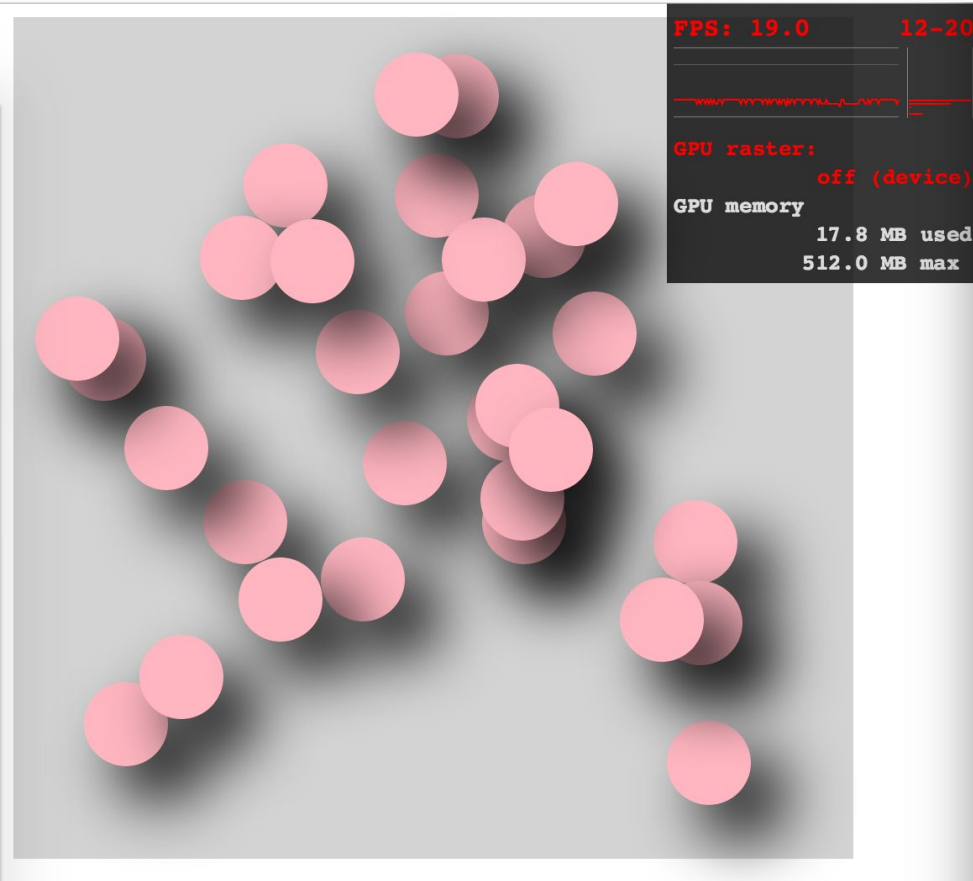 FPS: 19.0 12-20
GPU raster:
off (device)
GPU memory
17.8 MB used
512.0 MB max